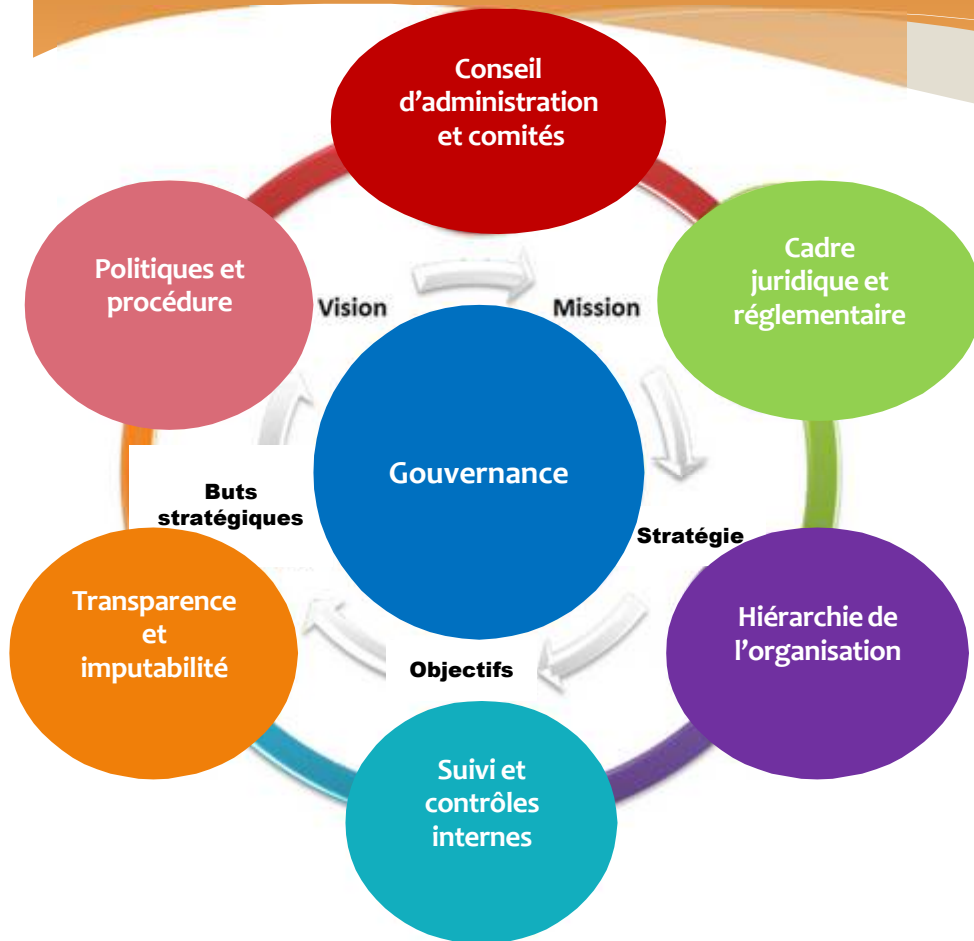 Conseil
d’administration
et comités
Politiques et
procédure
Cadre
juridique et
réglementaire
Vision
Mission
Gouvernance
Buts
stratégiques
Stratégie
Transparence
et
imputabilité
Hiérarchie de
l’organisation
Objectifs
Suivi et
contrôles
internes